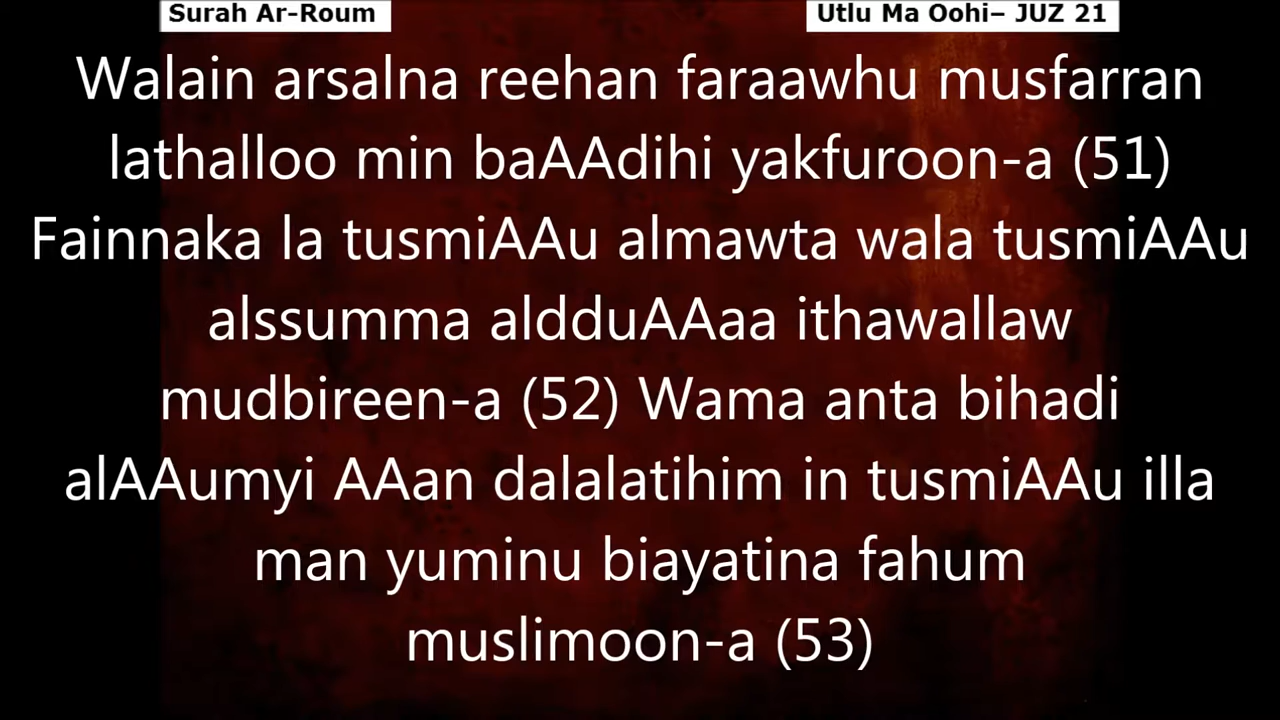 Surah Ar-Roum
Utlu Ma Oohi– JUZ 21
Walain arsalna reehan faraawhu musfarran
lathalloo min baAAdihi yakfuroon-a (51)
Fainnaka la tusmiAAu almawta wala tusmiAAu
alssumma aldduAAaa ithawallaw
mudbireen-a (52) Wama anta bihadi
alAAumyi AAan dalalatihim in tusmiAAu illa
man yuminu biayatina fahum
muslimoon-a (53)